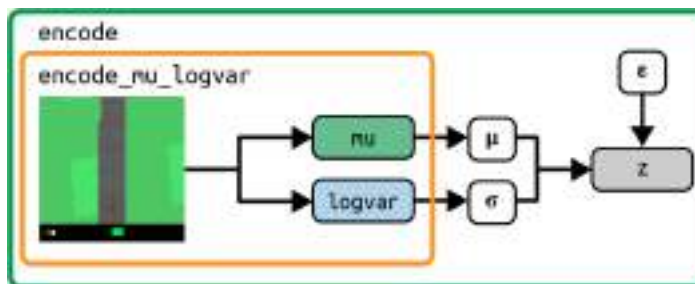 encode
encode_mu_logvar
ε
mu
μ
z
logvar
σ